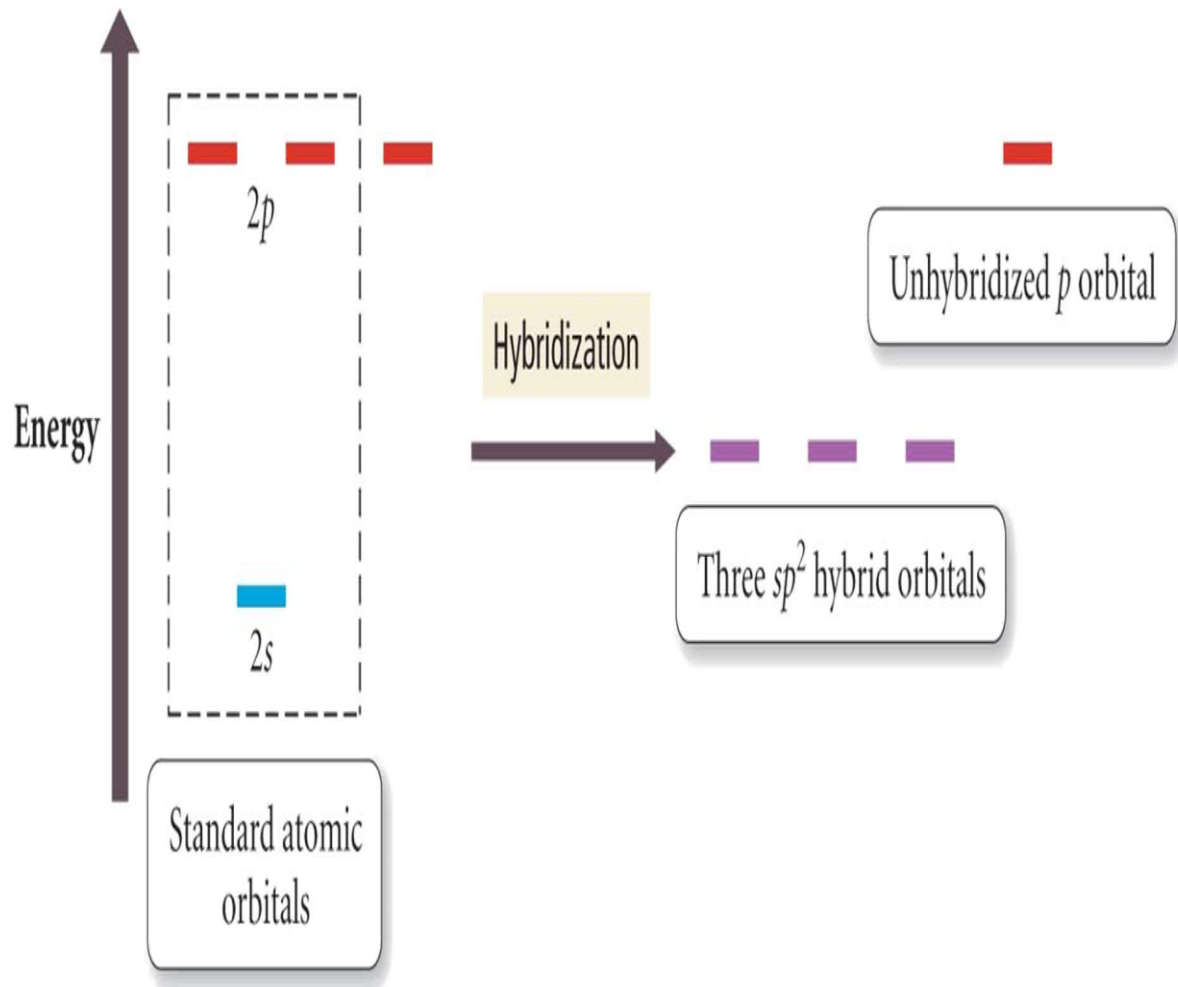 Energy
2p
2s
Standard atomic
orbitals
Hybridization
Unhybridized p orbital
Three sp² hybrid orbitals